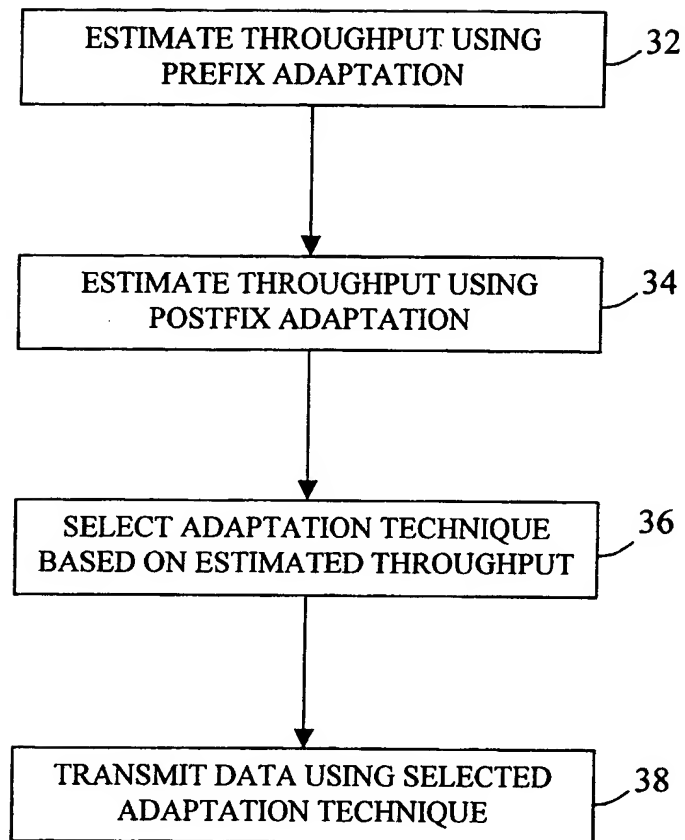 ESTIMATE THROUGHPUT USING
PREFIX ADAPTATION
32
ESTIMATE THROUGHPUT USING
POSTFIX ADAPTATION
34
SELECT ADAPTATION TECHNIQUE
BASED ON ESTIMATED THROUGHPUT
36
TRANSMIT DATA USING SELECTED
ADAPTATION TECHNIQUE
38